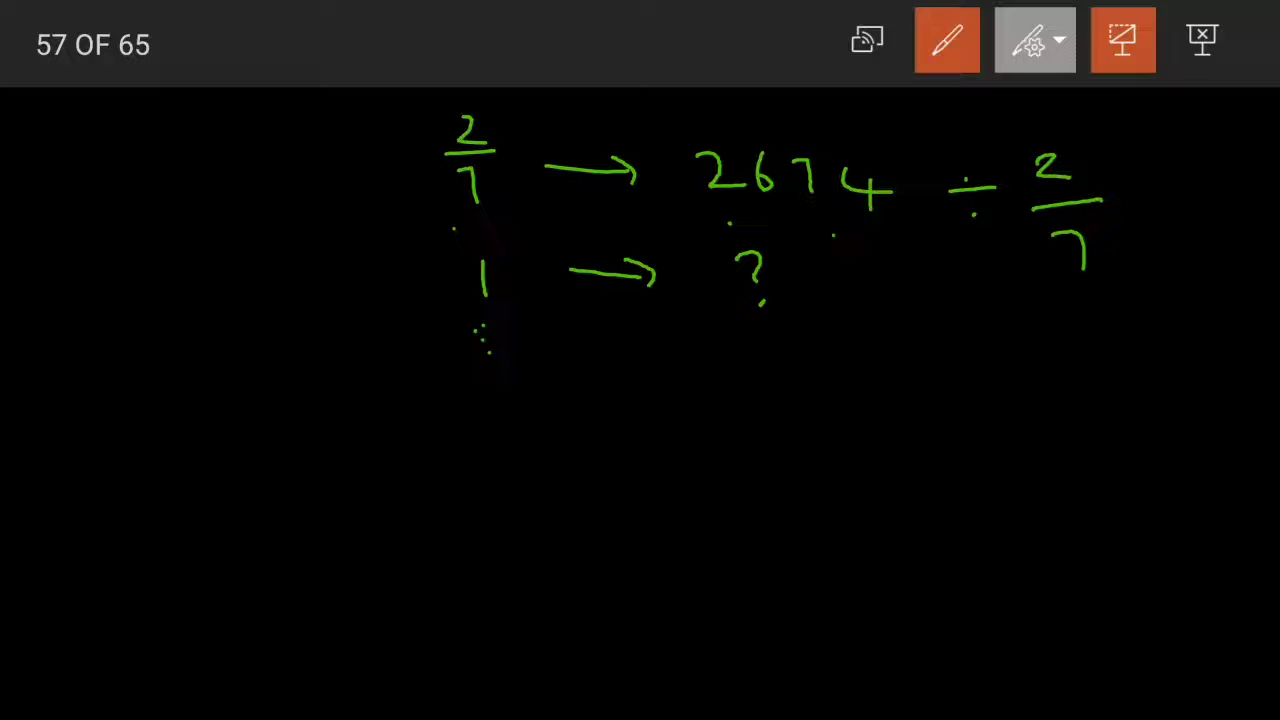 57 OF 65
2/7 → 2674 ÷ 2/7
1 → ?